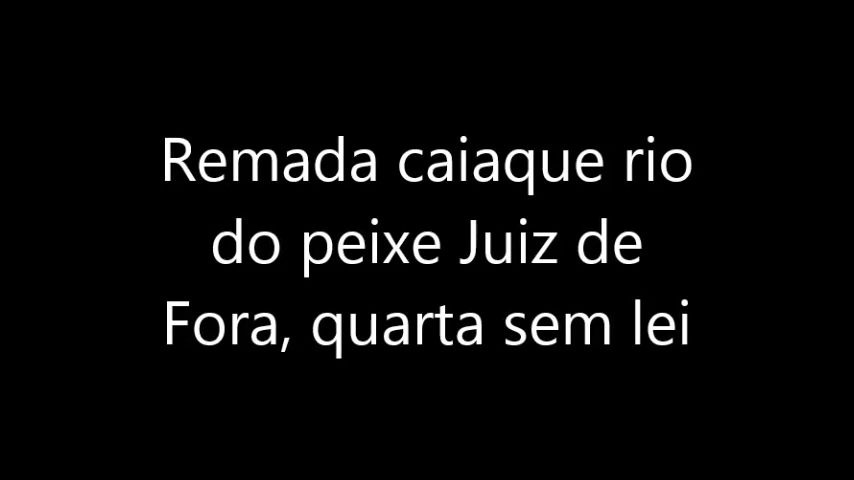 Remada caiaque rio
do peixe Juiz de
Fora, quarta sem lei